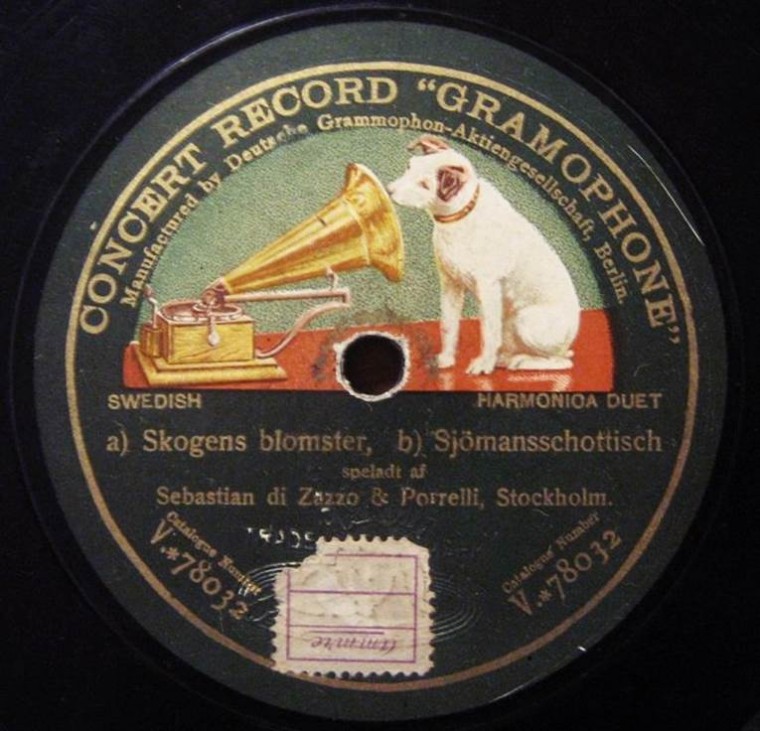 CONCERT RECORD “GRAMOPHONE”
Manufactured by Deutsche Grammophon-Aktiengesellschaft, Berlin.
SWEDISH HARMONICA DUET
a) Skogens blomster, b) Sjömansschottisch
speladt af
Sebastian di Zazzo & Porrelli, Stockholm.
Catalogue Number
V.*78032
Catalogue Number
V.*78032